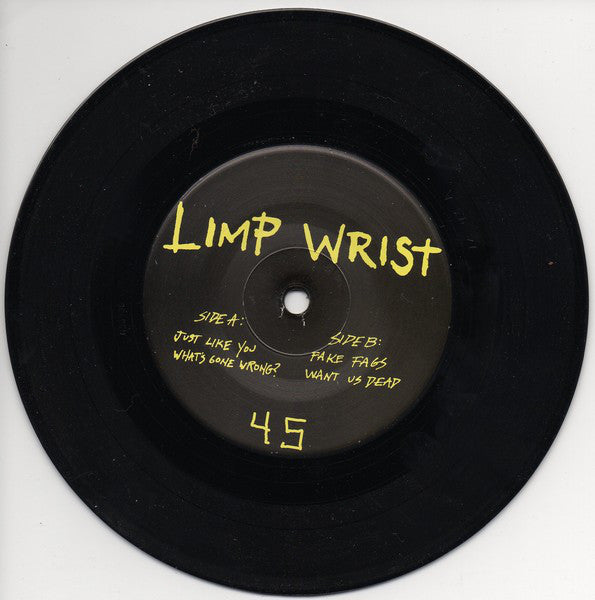 LIMP WRIST
SIDE A:
JUST LIKE YOU
WHAT'S GONE WRONG?
SIDE B:
FAKE FAGS
WANT US DEAD
45